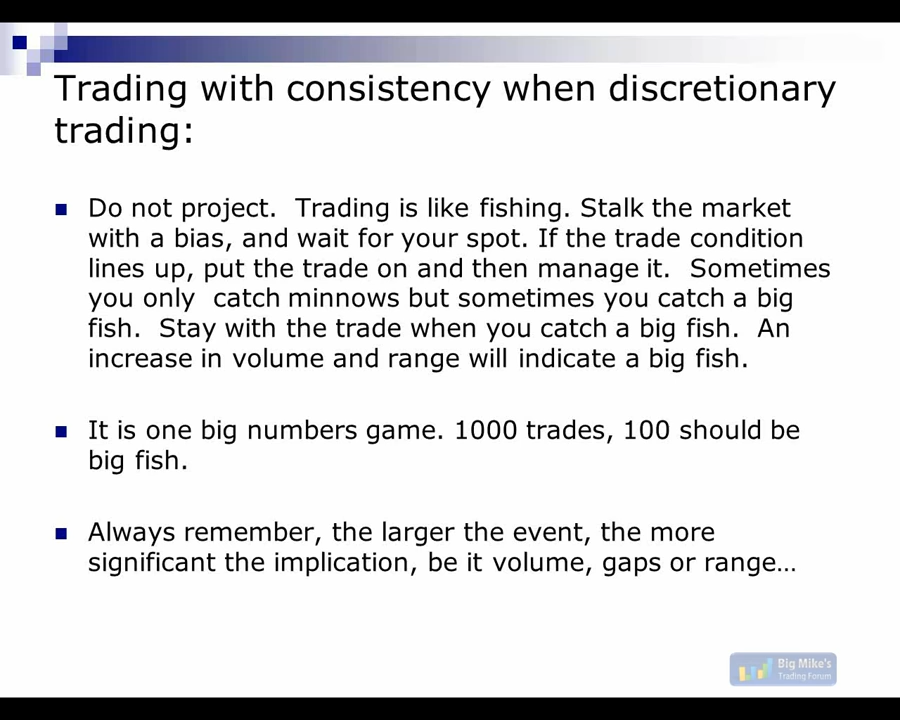 Trading with consistency when discretionary
trading:
Do not project.  Trading is like fishing. Stalk the market
with a bias, and wait for your spot. If the trade condition
lines up, put the trade on and then manage it.  Sometimes
you only  catch minnows but sometimes you catch a big
fish.  Stay with the trade when you catch a big fish.  An
increase in volume and range will indicate a big fish.
It is one big numbers game. 1000 trades, 100 should be
big fish.
Always remember, the larger the event, the more
significant the implication, be it volume, gaps or range…
Big Mike's
Trading Forum